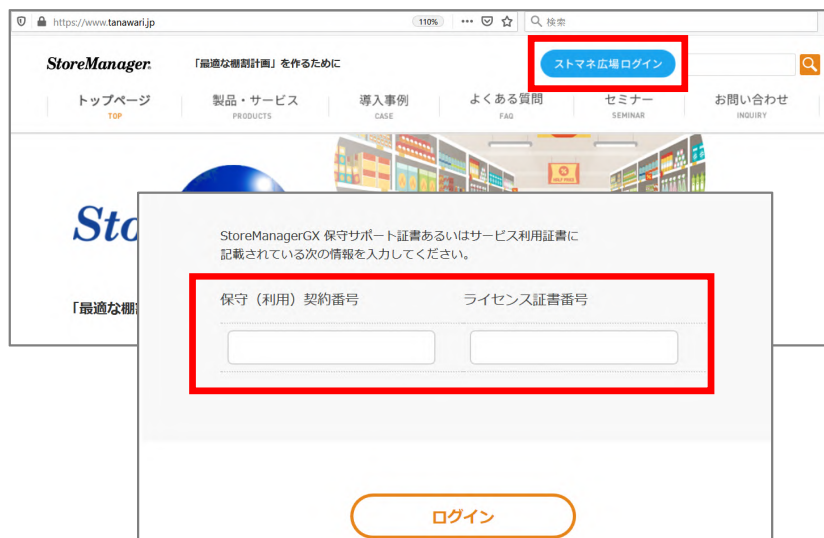 https://www.tanawari.jp
110%
検索
StoreManager.
「最適な棚割計画」を作るために
ストマネ広場ログイン
トップページ
TOP
製品・サービス
PRODUCTS
導入事例
CASE
よくある質問
FAQ
セミナー
SEMINAR
お問い合わせ
INQUIRY
Sto
「最適な棚
StoreManagerGX 保守サポート証書あるいはサービス利用証書に
記載されている次の情報を入力してください。
保守（利用）契約番号
ライセンス証書番号
ログイン